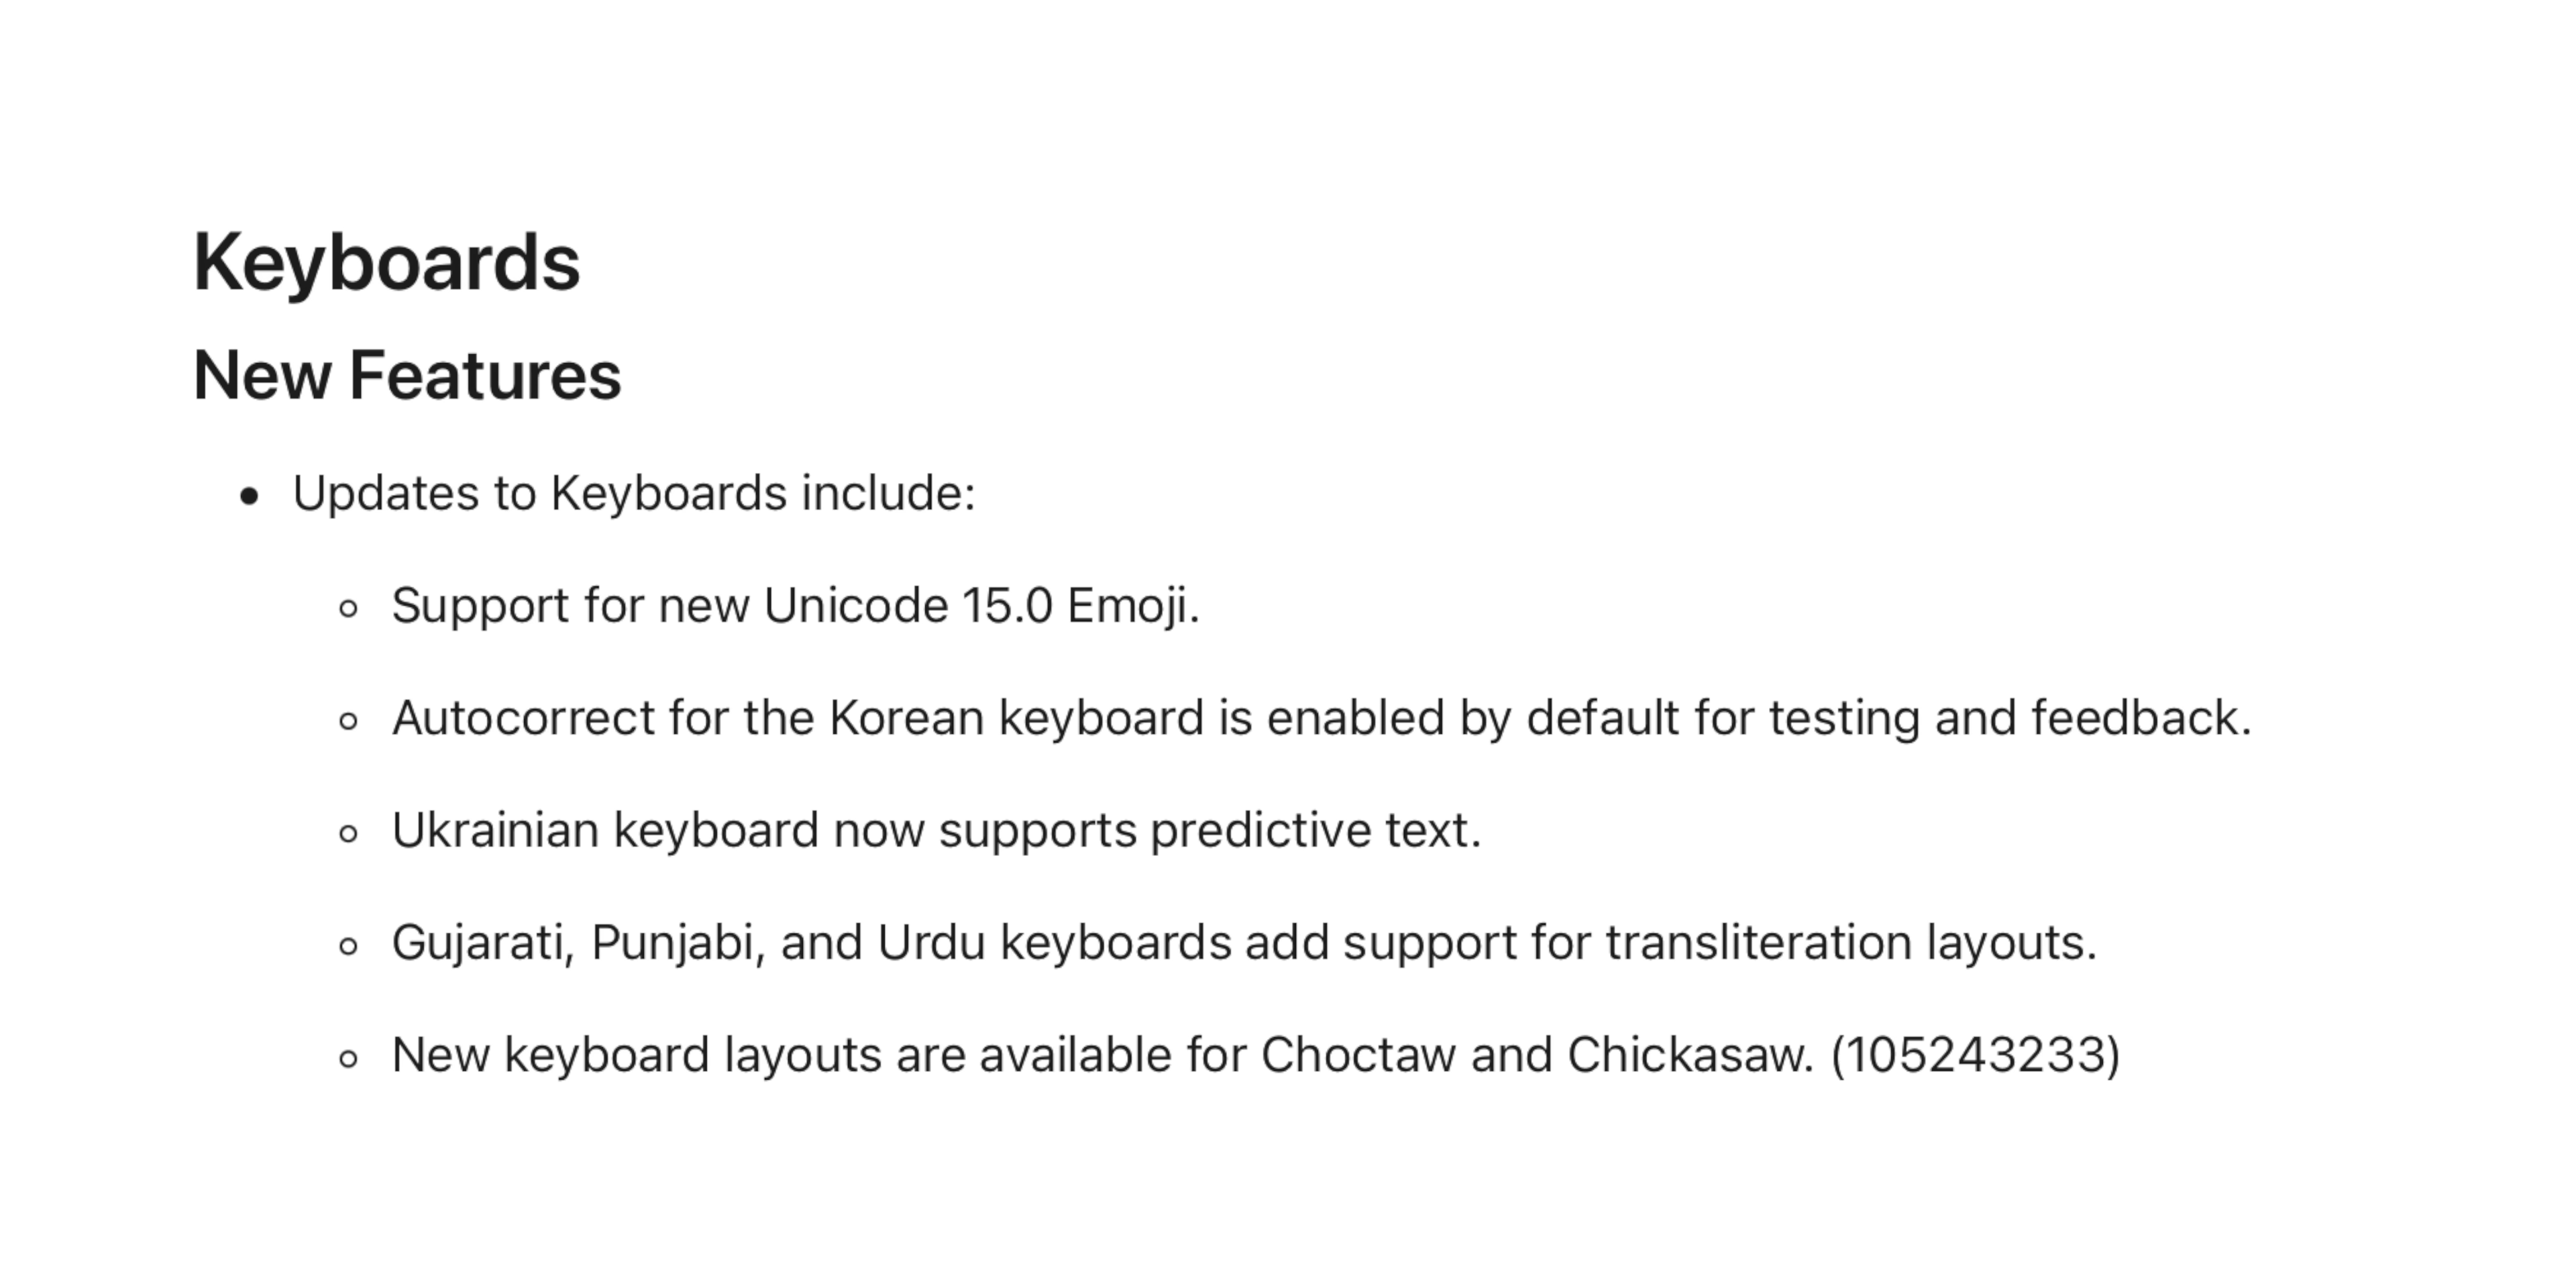 Keyboards
New Features
• Updates to Keyboards include:
◦ Support for new Unicode 15.0 Emoji.
◦ Autocorrect for the Korean keyboard is enabled by default for testing and feedback.
◦ Ukrainian keyboard now supports predictive text.
◦ Gujarati, Punjabi, and Urdu keyboards add support for transliteration layouts.
◦ New keyboard layouts are available for Choctaw and Chickasaw. (105243233)